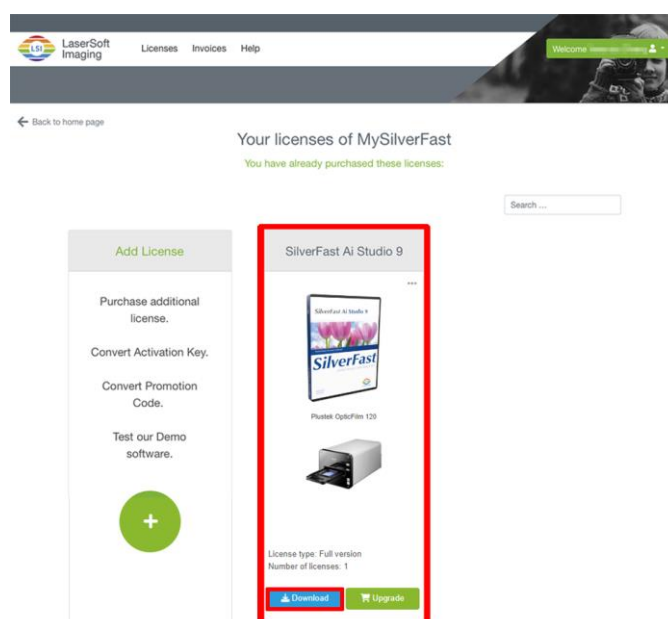 LaserSoft
Imaging
Licenses Invoices Help
Welcome
Back to home page
Your licenses of MySilverFast
You have already purchased these licenses:
Search ...
Add License
Purchase additional
license.
Convert Activation Key.
Convert Promotion
Code.
Test our Demo
software.
+
SilverFast Ai Studio 9
...
SilverFast Ai Studio 9
SilverFast
Plustek OpticFilm 120
License type: Full version
Number of licenses: 1
Download Upgrade